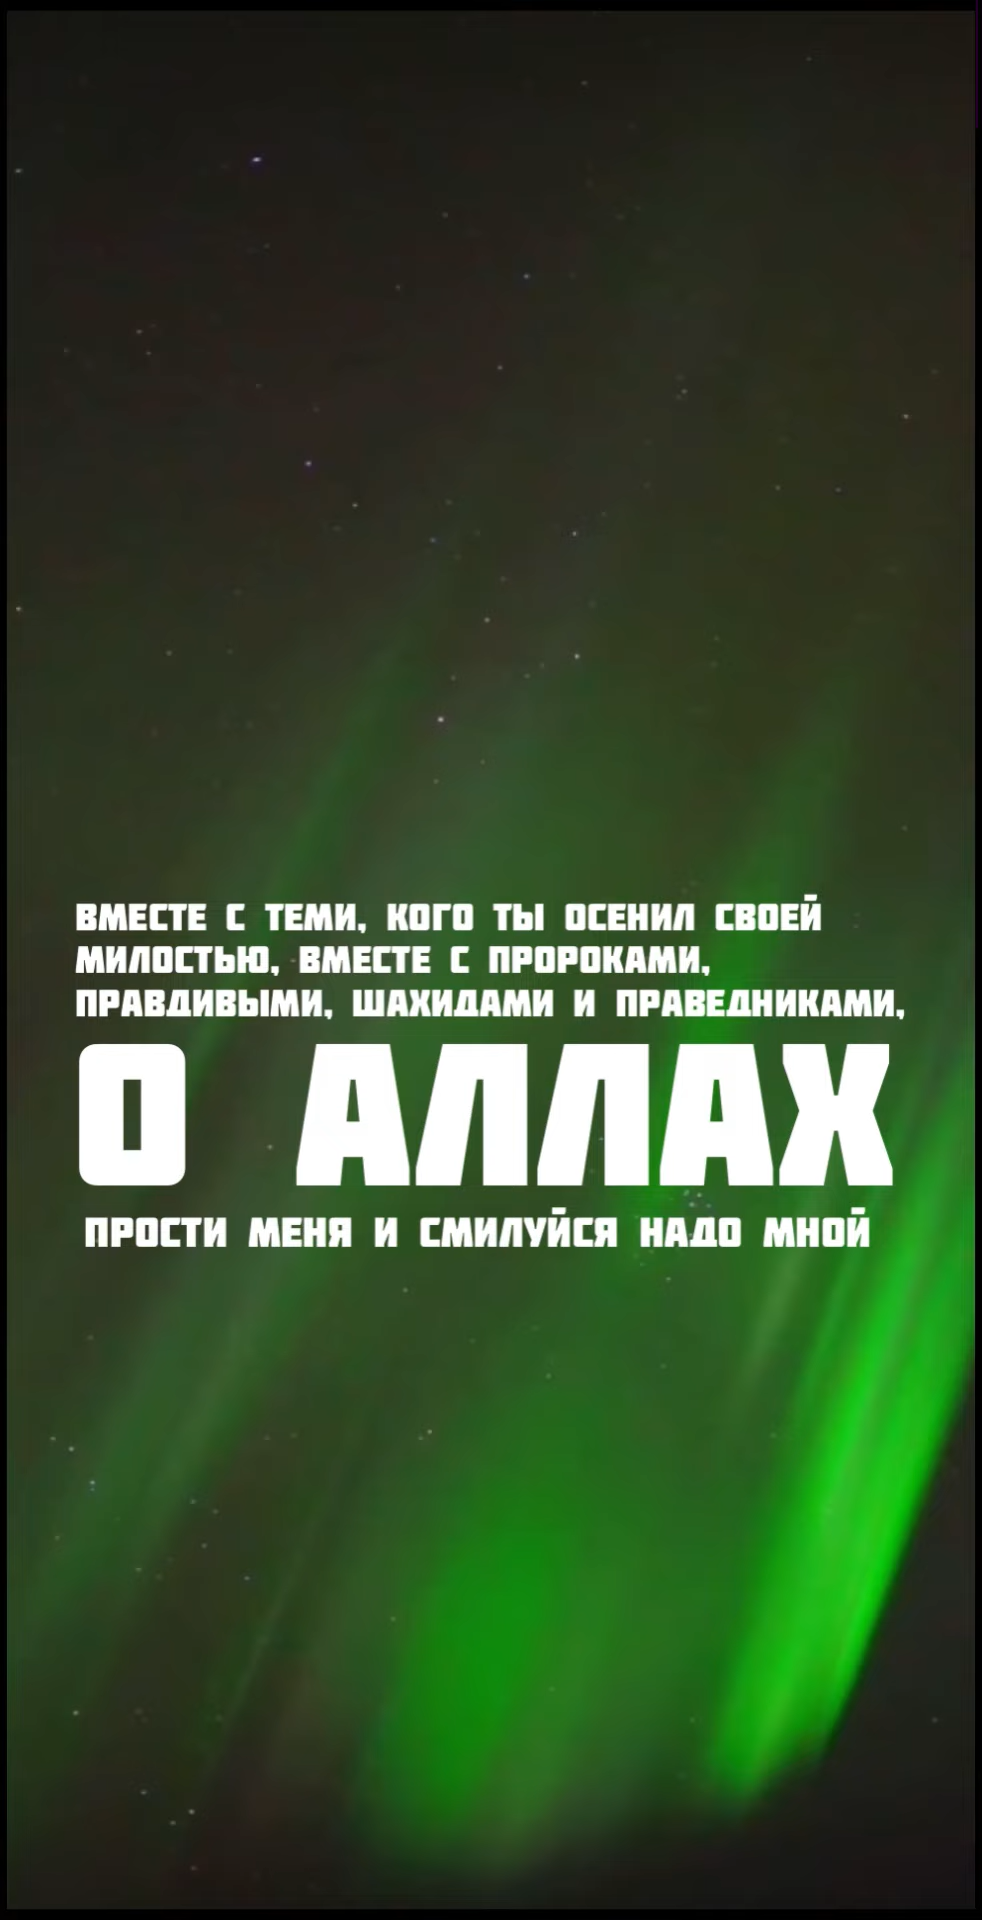 ВМЕСТЕ С ТЕМИ, КОГО ТЫ ОСЕНИЛ СВОЕЙ
МИЛОСТЬЮ, ВМЕСТЕ С ПРОРОКАМИ,
ПРАВДИВЫМИ, ШАХИДАМИ И ПРАВЕДНИКАМИ,
О АЛЛАХ
ПРОСТИ МЕНЯ И СМИЛУЙСЯ НАДО МНОЙ